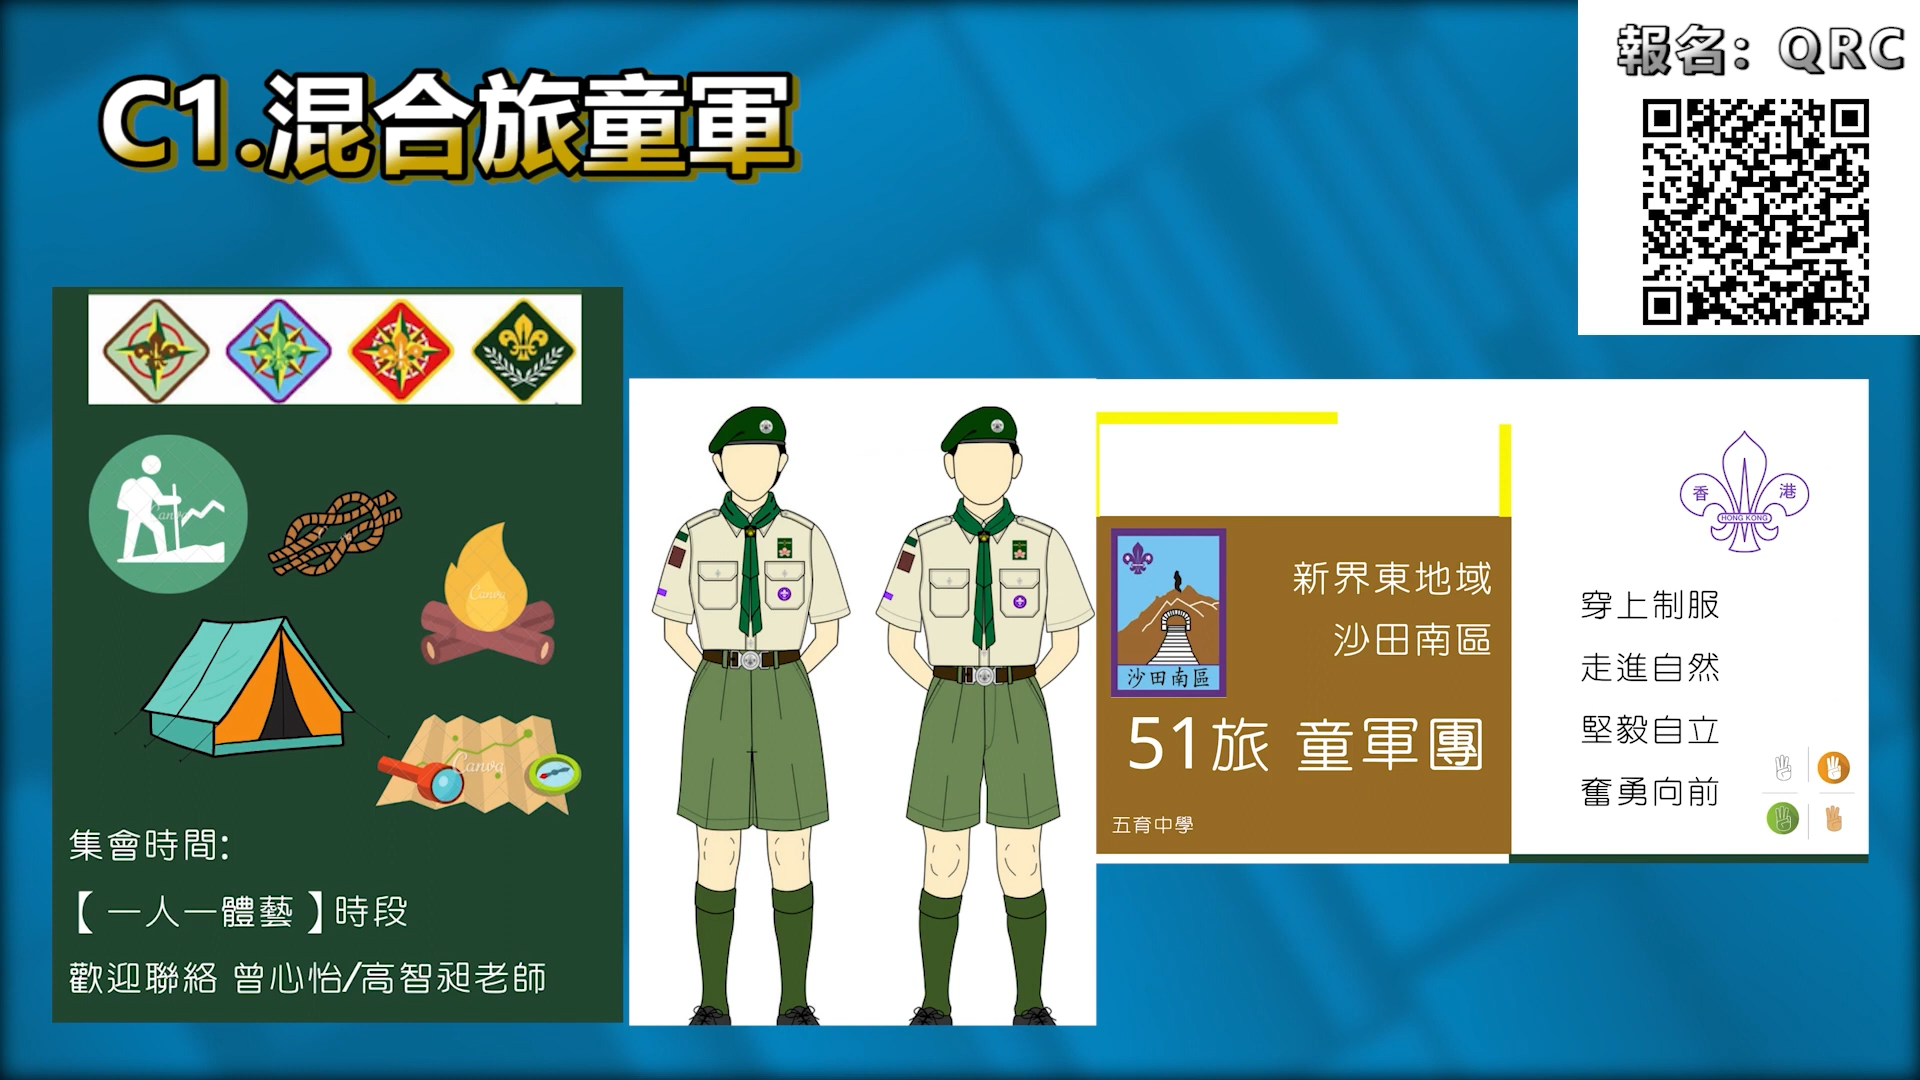 報名：QRC
C1.混合旅童軍
Canva
Canva
Canva
集會時間:
【一人一體藝】時段
歡迎聯絡 曾心怡/高智昶老師
新界東地域
沙田南區
沙田南區
51旅 童軍團
五育中學
香 港
HONG KONG
穿上制服
走進自然
堅毅自立
奮勇向前